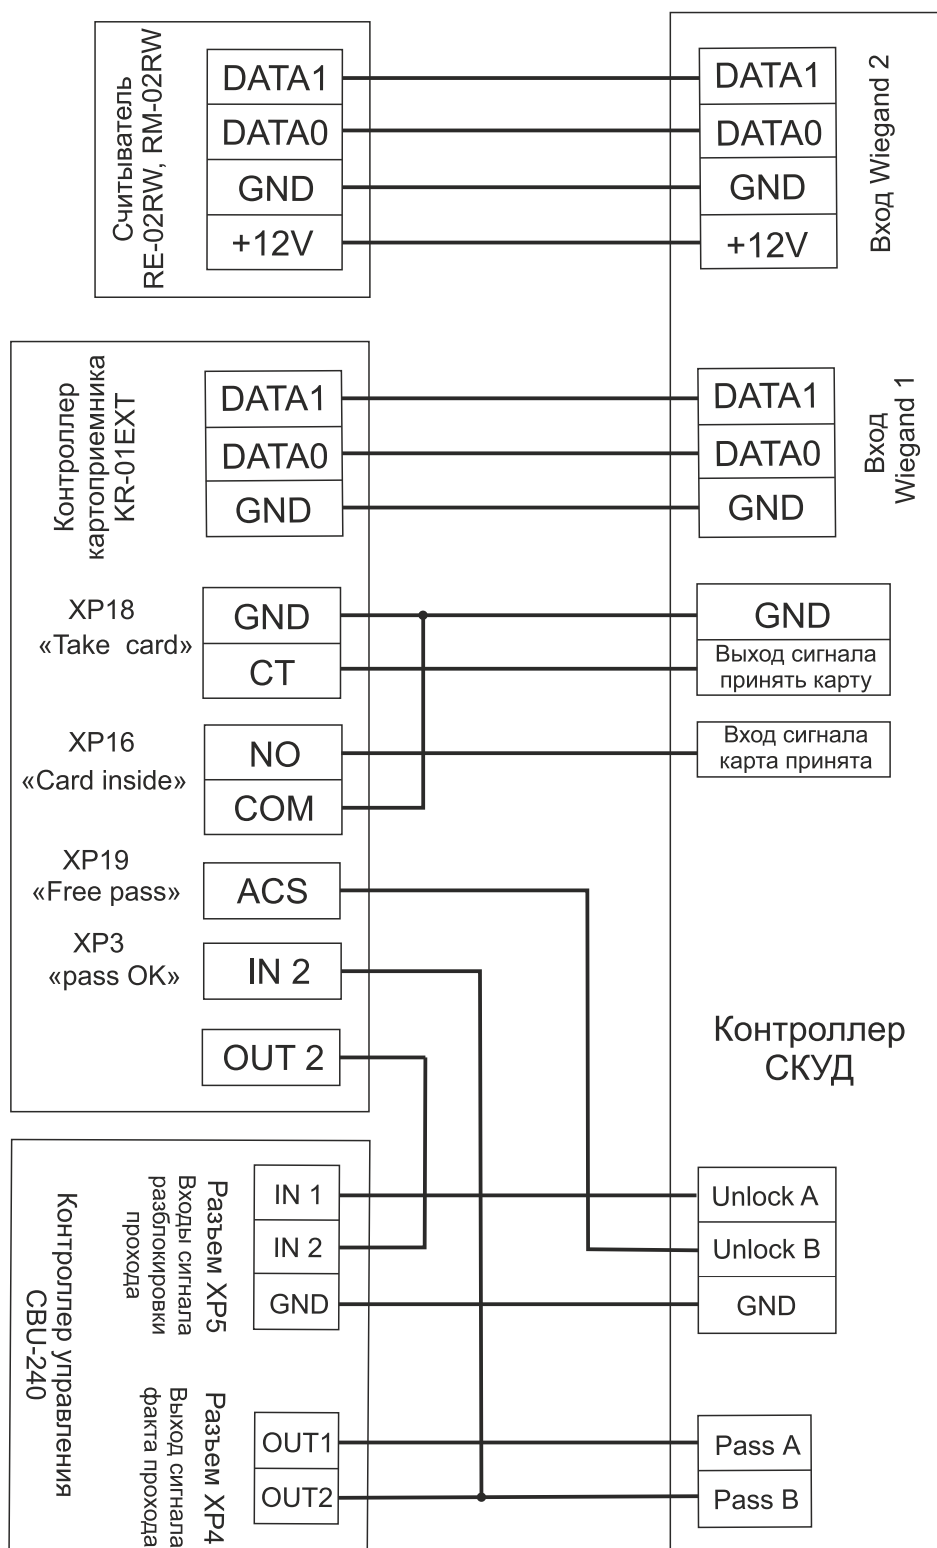 Считыватель
RE-02RW, RM-02RW
DATA1
DATA0
GND
+12V
DATA1
DATA0
GND
+12V
Вход Wiegand 2
Контроллер
картоприемника
KR-01EXT
DATA1
DATA0
GND
DATA1
DATA0
GND
Вход
Wiegand 1
XP18
«Take card»
GND
CT
GND
Выход сигнала
принять карту
XP16
«Card inside»
NO
COM
Вход сигнала
карта принята
XP19
«Free pass»
ACS
XP3
«pass OK»
IN 2
OUT 2
Контроллер
СКУД
Контроллер управления
CBU-240
Разъем XP5
Входы сигнала
разблокировки
прохода
IN 1
IN 2
GND
Unlock A
Unlock B
GND
Разъем XP4
Выход сигнала
факта прохода
OUT1
OUT2
Pass A
Pass B